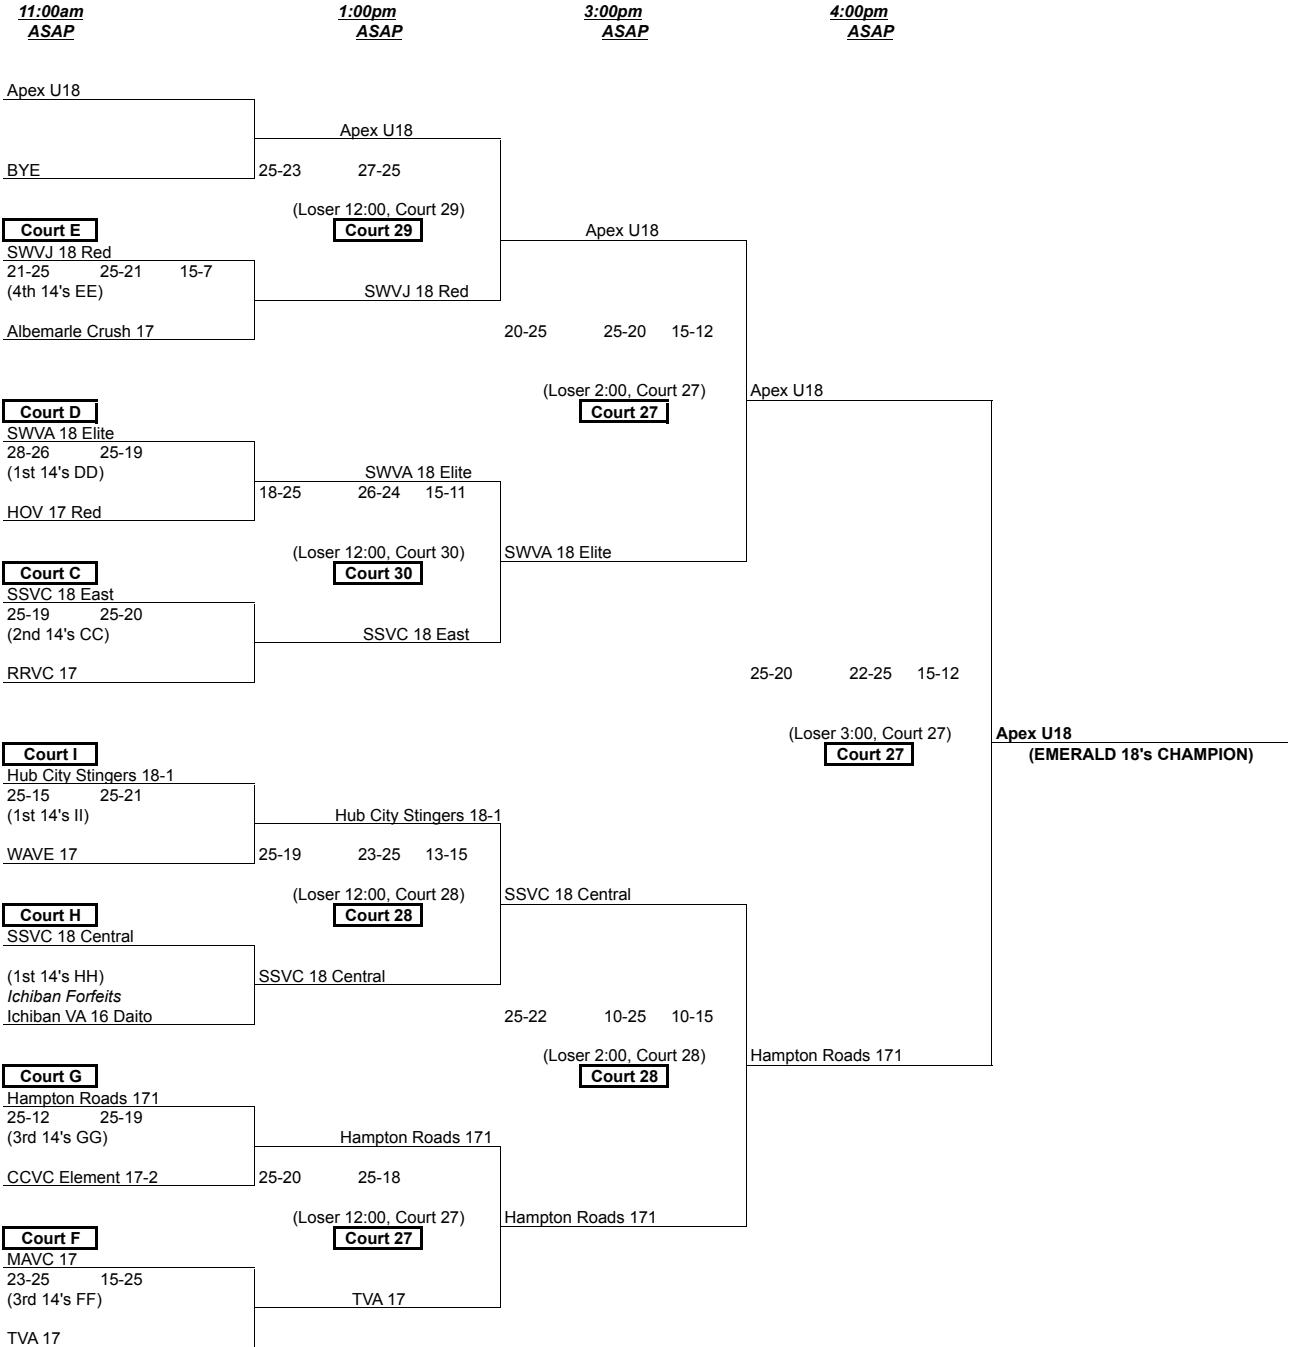 11:00am 1:00pm 3:00pm 4:00pm
ASAP ASAP ASAP ASAP
Apex U18
Apex U18
BYE 25-23 27-25
(Loser 12:00, Court 29)
Court E Court 29 Apex U18
SWVJ 18 Red
21-25 25-21 15-7
(4th 14's EE) SWVJ 18 Red
Albemarle Crush 17 20-25 25-20 15-12
(Loser 2:00, Court 27) Apex U18
Court D Court 27
SWVA 18 Elite
28-26 25-19
(1st 14's DD) SWVA 18 Elite
18-25 26-24 15-11
HOV 17 Red
(Loser 12:00, Court 30) SWVA 18 Elite
Court C Court 30
SSVC 18 East
25-19 25-20
(2nd 14's CC) SSVC 18 East
RRVC 17 25-20 22-25 15-12
(Loser 3:00, Court 27) Apex U18
Court I Court 27 (EMERALD 18's CHAMPION)
Hub City Stingers 18-1
25-15 25-21
(1st 14's II) Hub City Stingers 18-1
WAVE 17 25-19 23-25 13-15
(Loser 12:00, Court 28) SSVC 18 Central
Court H Court 28
SSVC 18 Central
(1st 14's HH) SSVC 18 Central
Ichiban Forfeits
Ichiban VA 16 Daito 25-22 10-25 10-15
(Loser 2:00, Court 28) Hampton Roads 171
Court G Court 28
Hampton Roads 171
25-12 25-19
(3rd 14's GG) Hampton Roads 171
CCVC Element 17-2 25-20 25-18
(Loser 12:00, Court 27) Hampton Roads 171
Court F Court 27
MAVC 17
23-25 15-25
(3rd 14's FF) TVA 17
TVA 17